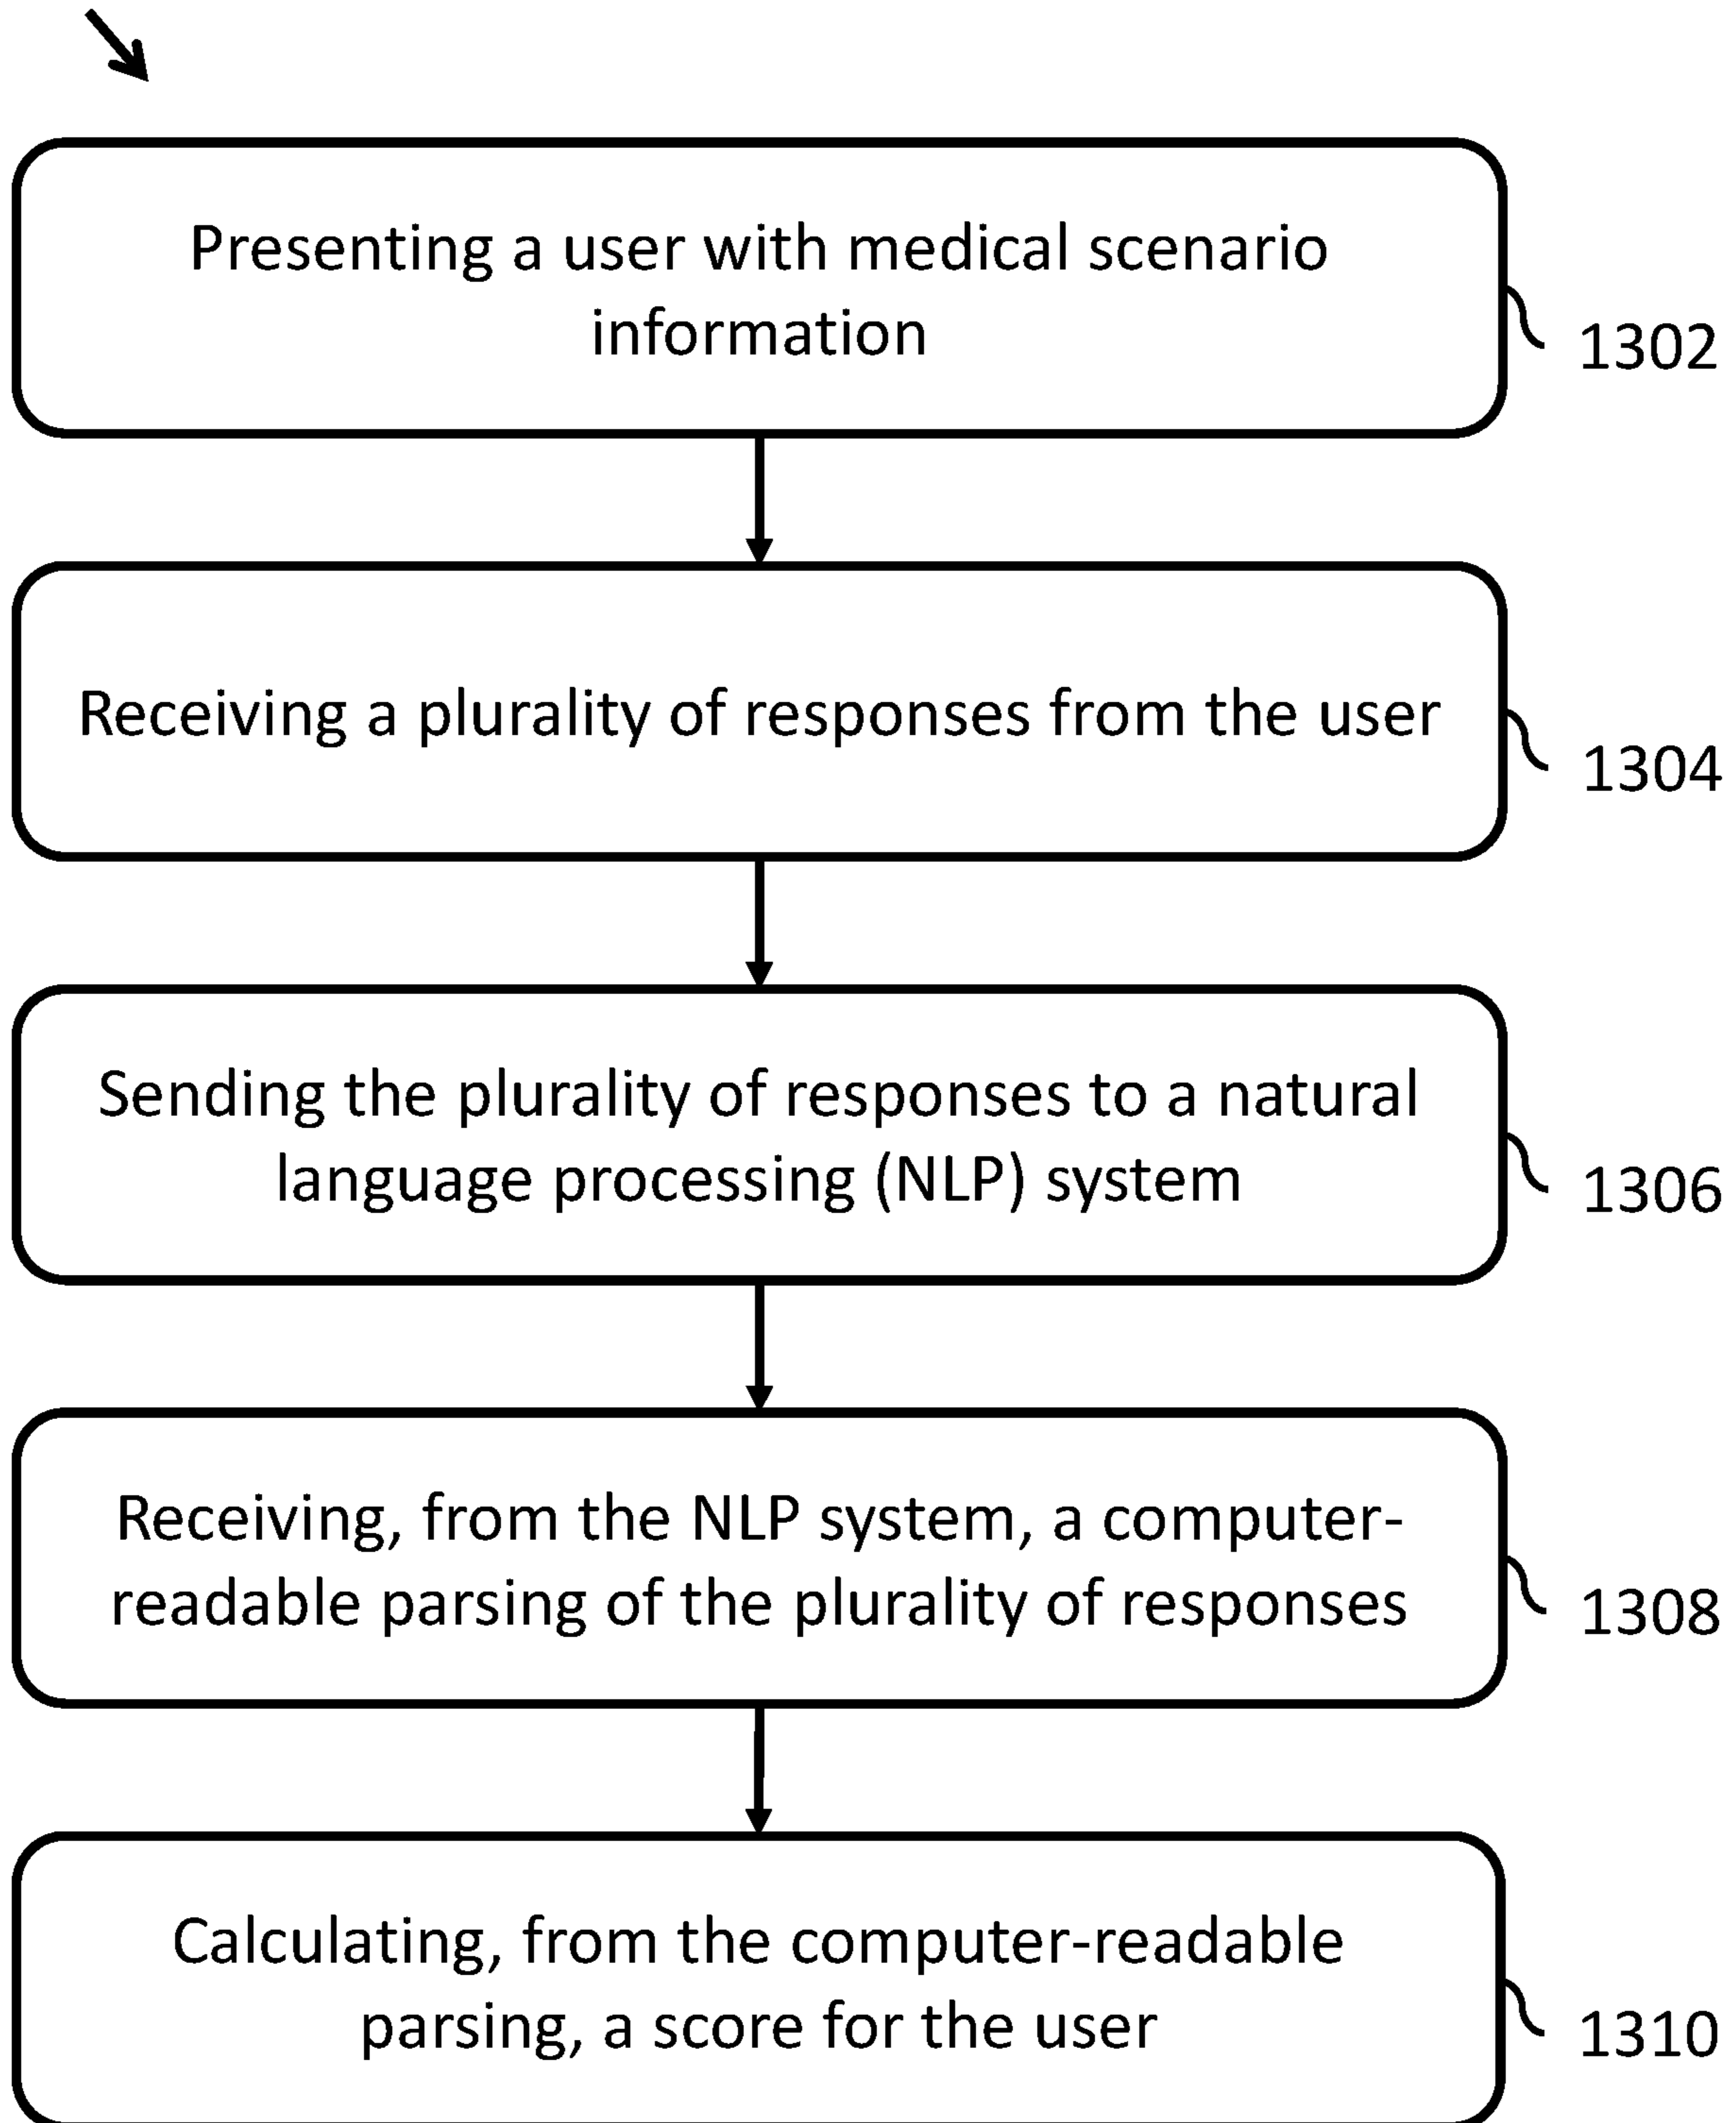 Presenting a user with medical scenario
information
1302
Receiving a plurality of responses from the user
1304
Sending the plurality of responses to a natural
language processing (NLP) system
1306
Receiving, from the NLP system, a computer-
readable parsing of the plurality of responses
1308
Calculating, from the computer-readable
parsing, a score for the user
1310